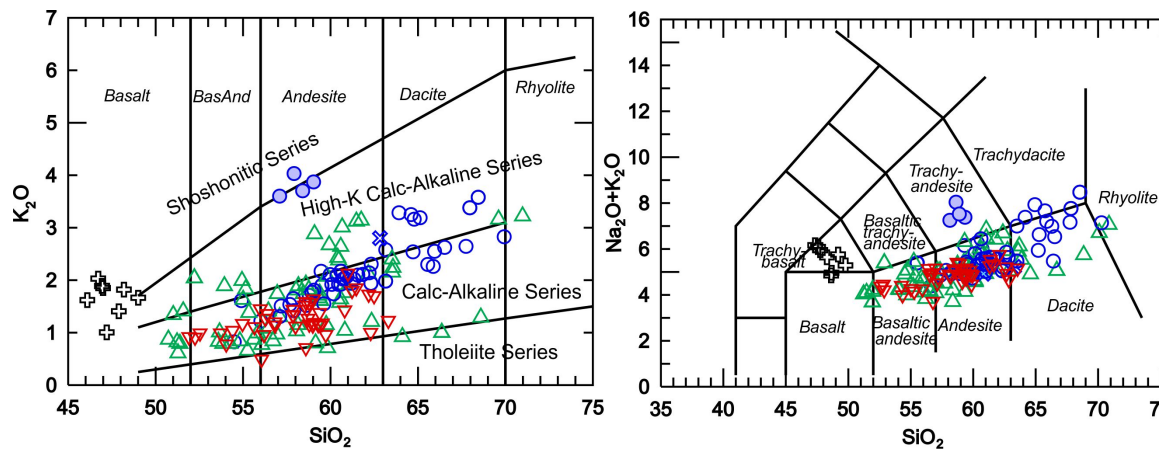 7
6
5
4
3
2
1
0
K₂O
Basalt
BasAnd
Andesite
Dacite
Rhyolite
Shoshonitic Series
High-K Calc-Alkaline Series
Calc-Alkaline Series
Tholeiite Series
45 50 55 60 65 70 75
SiO₂
16
14
12
10
8
6
4
2
0
Na₂O+K₂O
Trachydacite
Trachy-
andesite
Rhyolite
Basaltic
trachy-
andesite
Trachy-
basalt
Basalt
Basaltic
andesite
Andesite
Dacite
35 40 45 50 55 60 65 70
SiO₂